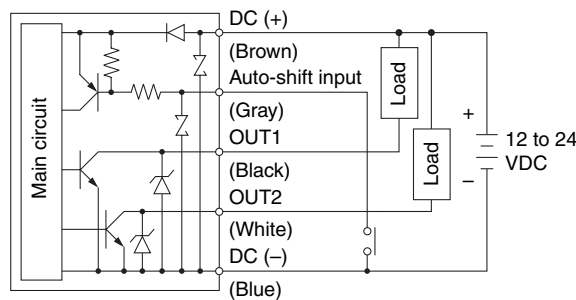 Main circuit
DC (+)
(Brown)
Auto-shift input
(Gray)
OUT1
(Black)
OUT2
(White)
DC (–)
(Blue)
Load
Load
+
–
12 to 24
VDC